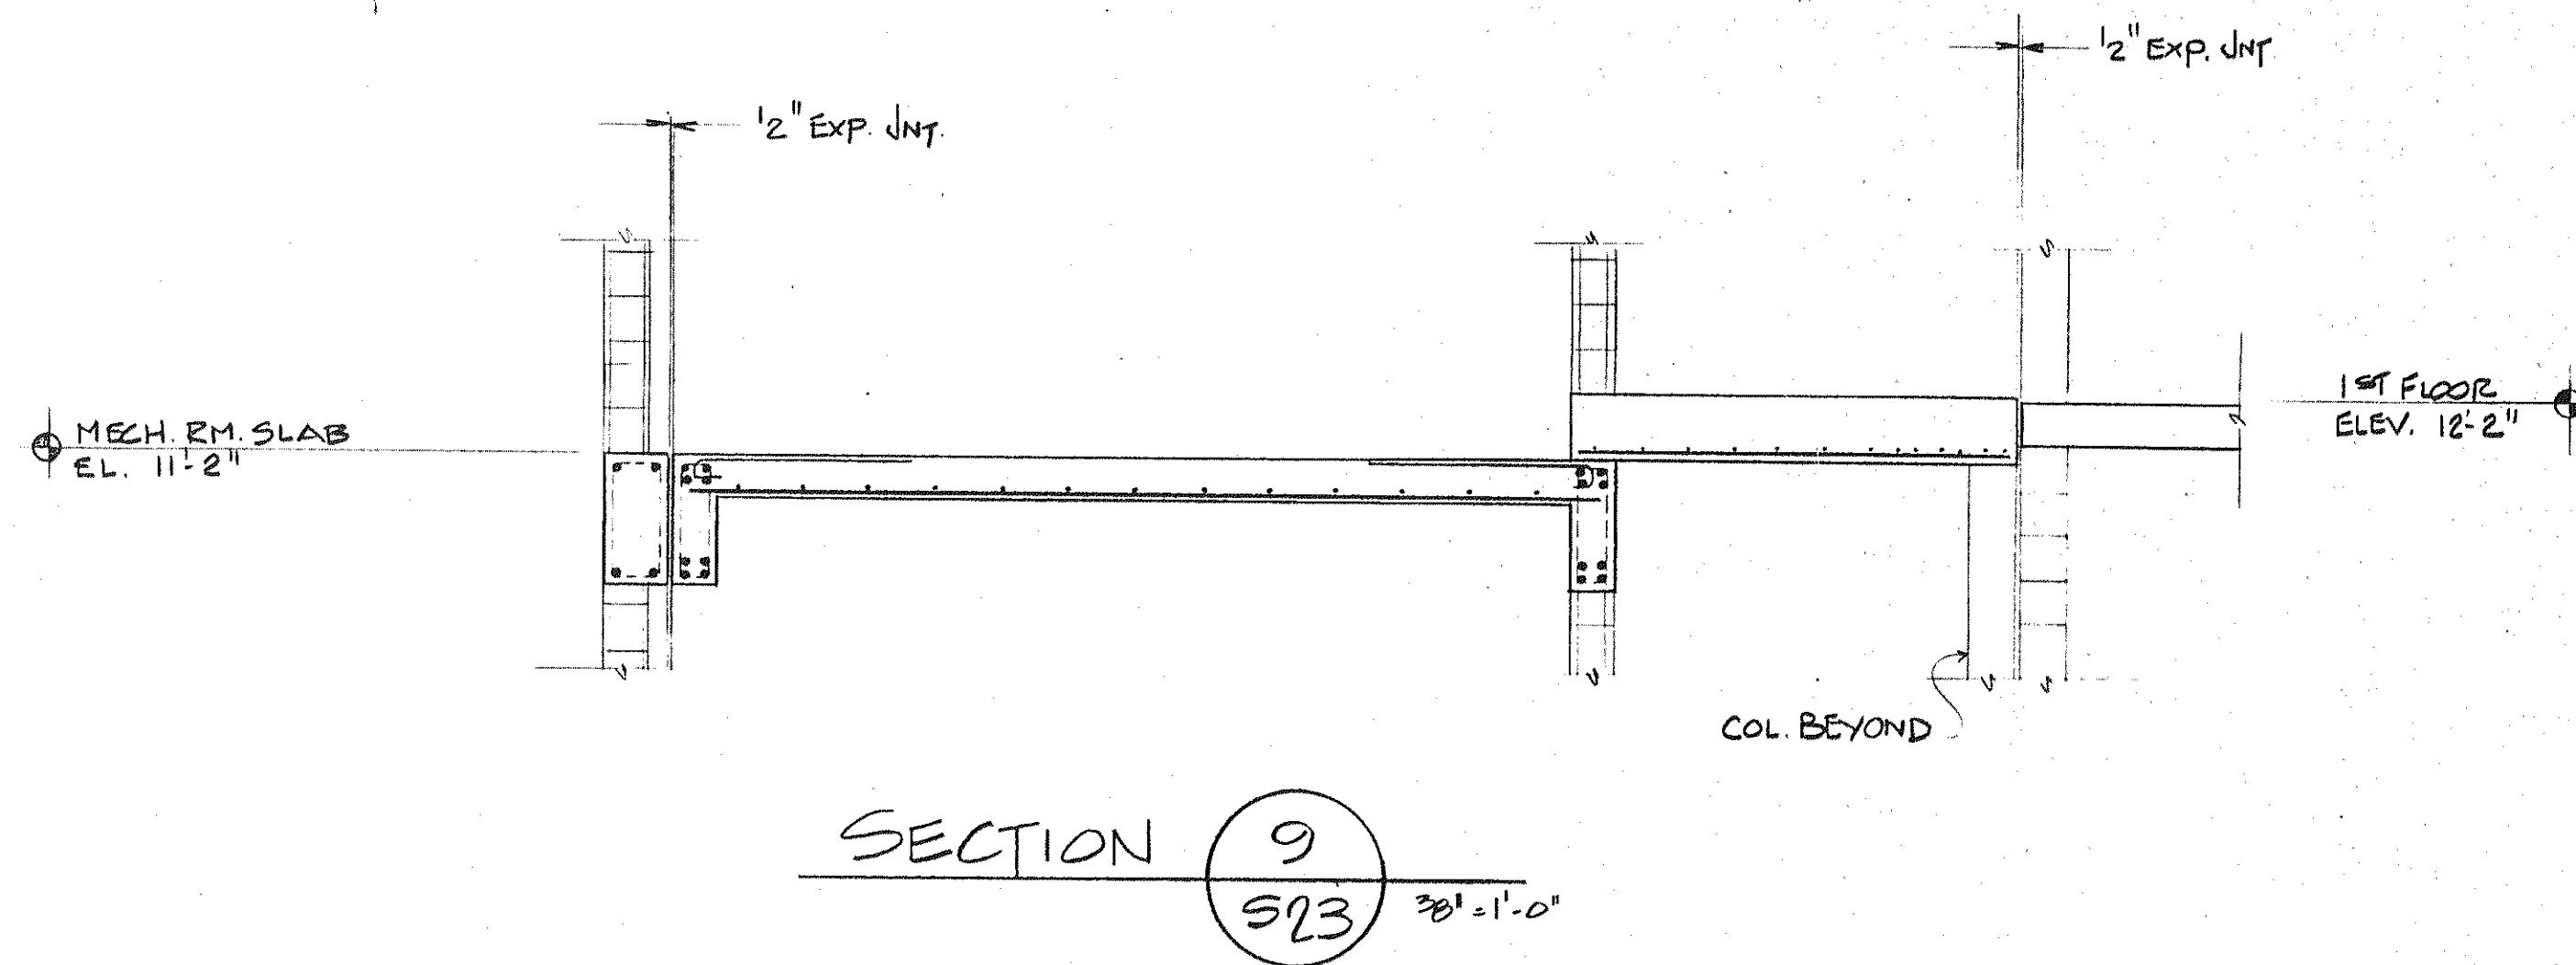 1/2" EXP. JNT
1/2" EXP. JNT.
MECH. RM. SLAB
EL. 11'-2"
1ST FLOOR
ELEV. 12'-2"
COL. BEYOND
SECTION 9
S23 3/8" = 1'-0"